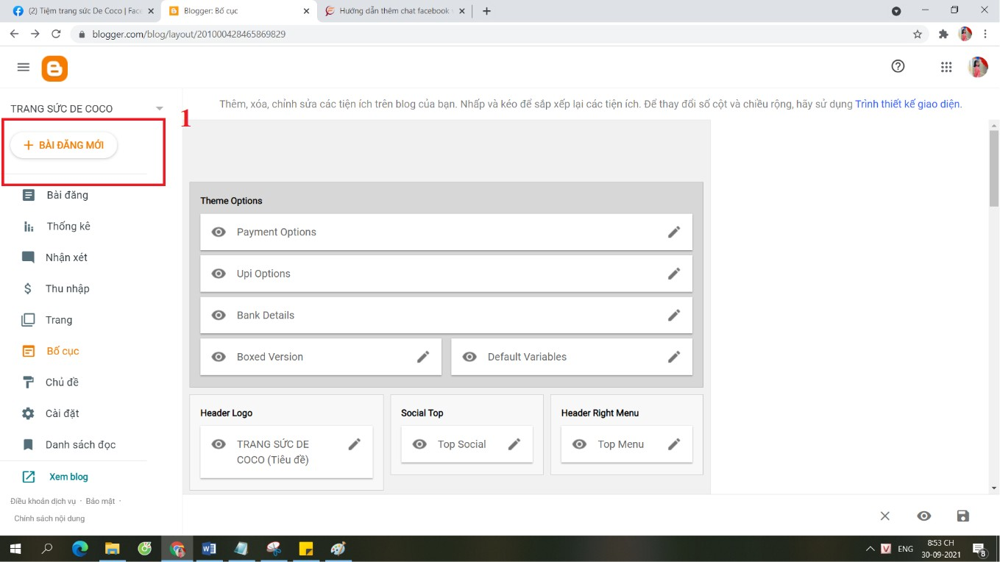 (2) Tiệm trang sức De Coco | Face
Blogger: Bố cục
Hướng dẫn thêm chat facebook
blogger.com/blog/layout/201000428465869829
TRANG SỨC DE COCO
Thêm, xóa, chỉnh sửa các tiện ích trên blog của bạn. Nhấp và kéo để sắp xếp lại các tiện ích. Để thay đổi số cột và chiều rộng, hãy sử dụng Trình thiết kế giao diện.
1
+ BÀI ĐĂNG MỚI
Bài đăng
Thống kê
Nhận xét
Thu nhập
Trang
Bố cục
Chủ đề
Cài đặt
Danh sách đọc
Xem blog
Điều khoản dịch vụ · Bảo mật ·
Chính sách nội dung
Theme Options
Payment Options
Upi Options
Bank Details
Boxed Version
Default Variables
Header Logo
TRANG SỨC DE
COCO (Tiêu đề)
Social Top
Top Social
Header Right Menu
Top Menu
ENG
8:53 CH
30-09-2021
8